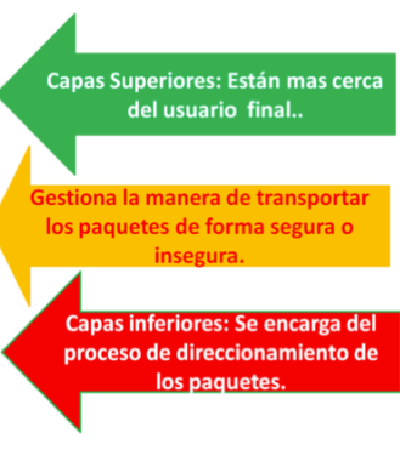 Capas Superiores: Están mas cerca
del usuario final..
Gestiona la manera de transportar
los paquetes de forma segura o
insegura.
Capas inferiores: Se encarga del
proceso de direccionamiento de
los paquetes.